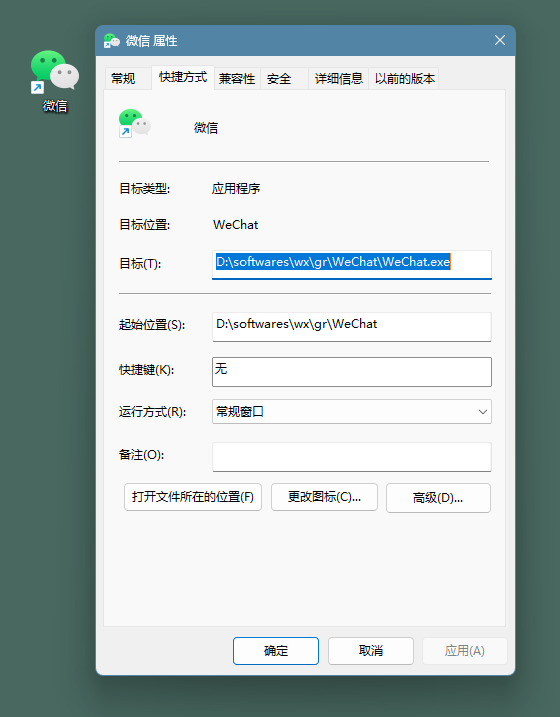 微信
微信 属性
常规 快捷方式 兼容性 安全 详细信息 以前的版本
微信
目标类型: 应用程序
目标位置: WeChat
目标(T): D:\softwares\wx\gr\WeChat\WeChat.exe
起始位置(S): D:\softwares\wx\gr\WeChat
快捷键(K): 无
运行方式(R): 常规窗口
备注(O):
打开文件所在的位置(F) 更改图标(C)... 高级(D)...
确定 取消 应用(A)